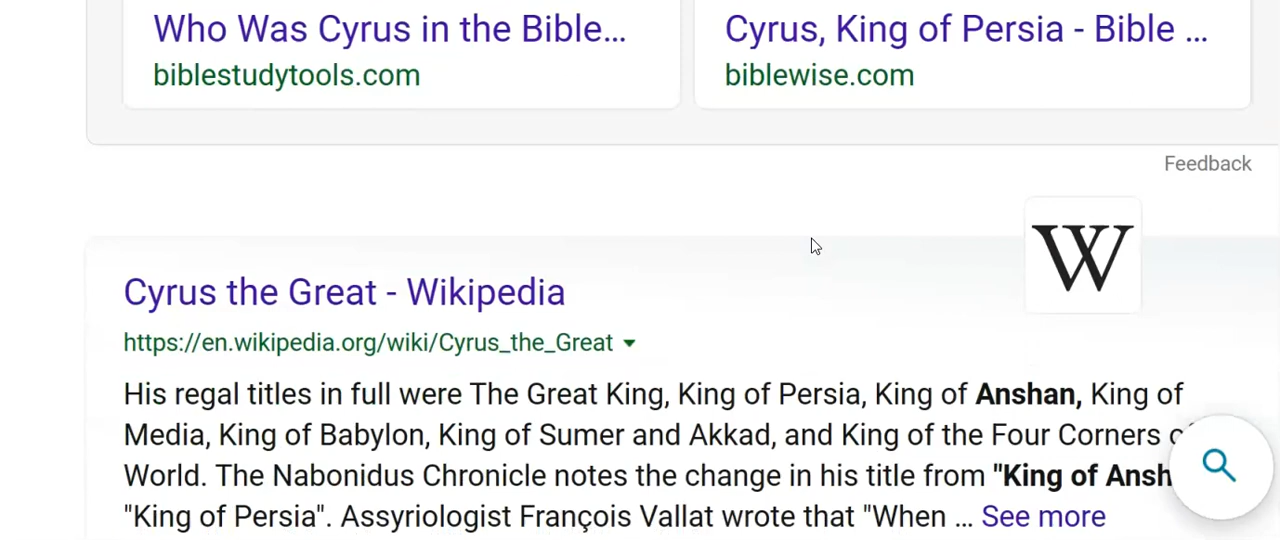 Who Was Cyrus in the Bible...
biblestudytools.com
Cyrus, King of Persia - Bible ...
biblewise.com
Feedback
W
Cyrus the Great - Wikipedia
https://en.wikipedia.org/wiki/Cyrus_the_Great
His regal titles in full were The Great King, King of Persia, King of Anshan, King of
Media, King of Babylon, King of Sumer and Akkad, and King of the Four Corners
World. The Nabonidus Chronicle notes the change in his title from "King of
"King of Persia". Assyriologist François Vallat wrote that "When ... See more